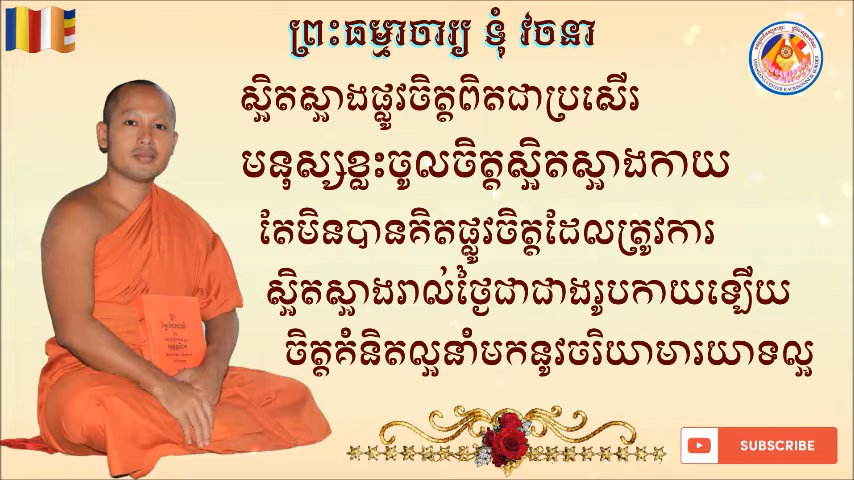 ព្រះធម្មាចារ្យ ទុំ វចនា
ស្អិតស្អាងផ្លូវចិត្តពិតជាប្រសើរ
មនុស្សខ្លះចូលចិត្តស្អិតស្អាងកាយ
តែមិនបានគិតផ្លូវចិត្តដែលត្រូវការ
ស្អិតស្អាងរាល់ថ្ងៃជាជាងរូបកាយឡើយ
ចិត្តគំនិតល្អនាំមកនូវចរិយាមារយាទល្អ
SUBSCRIBE